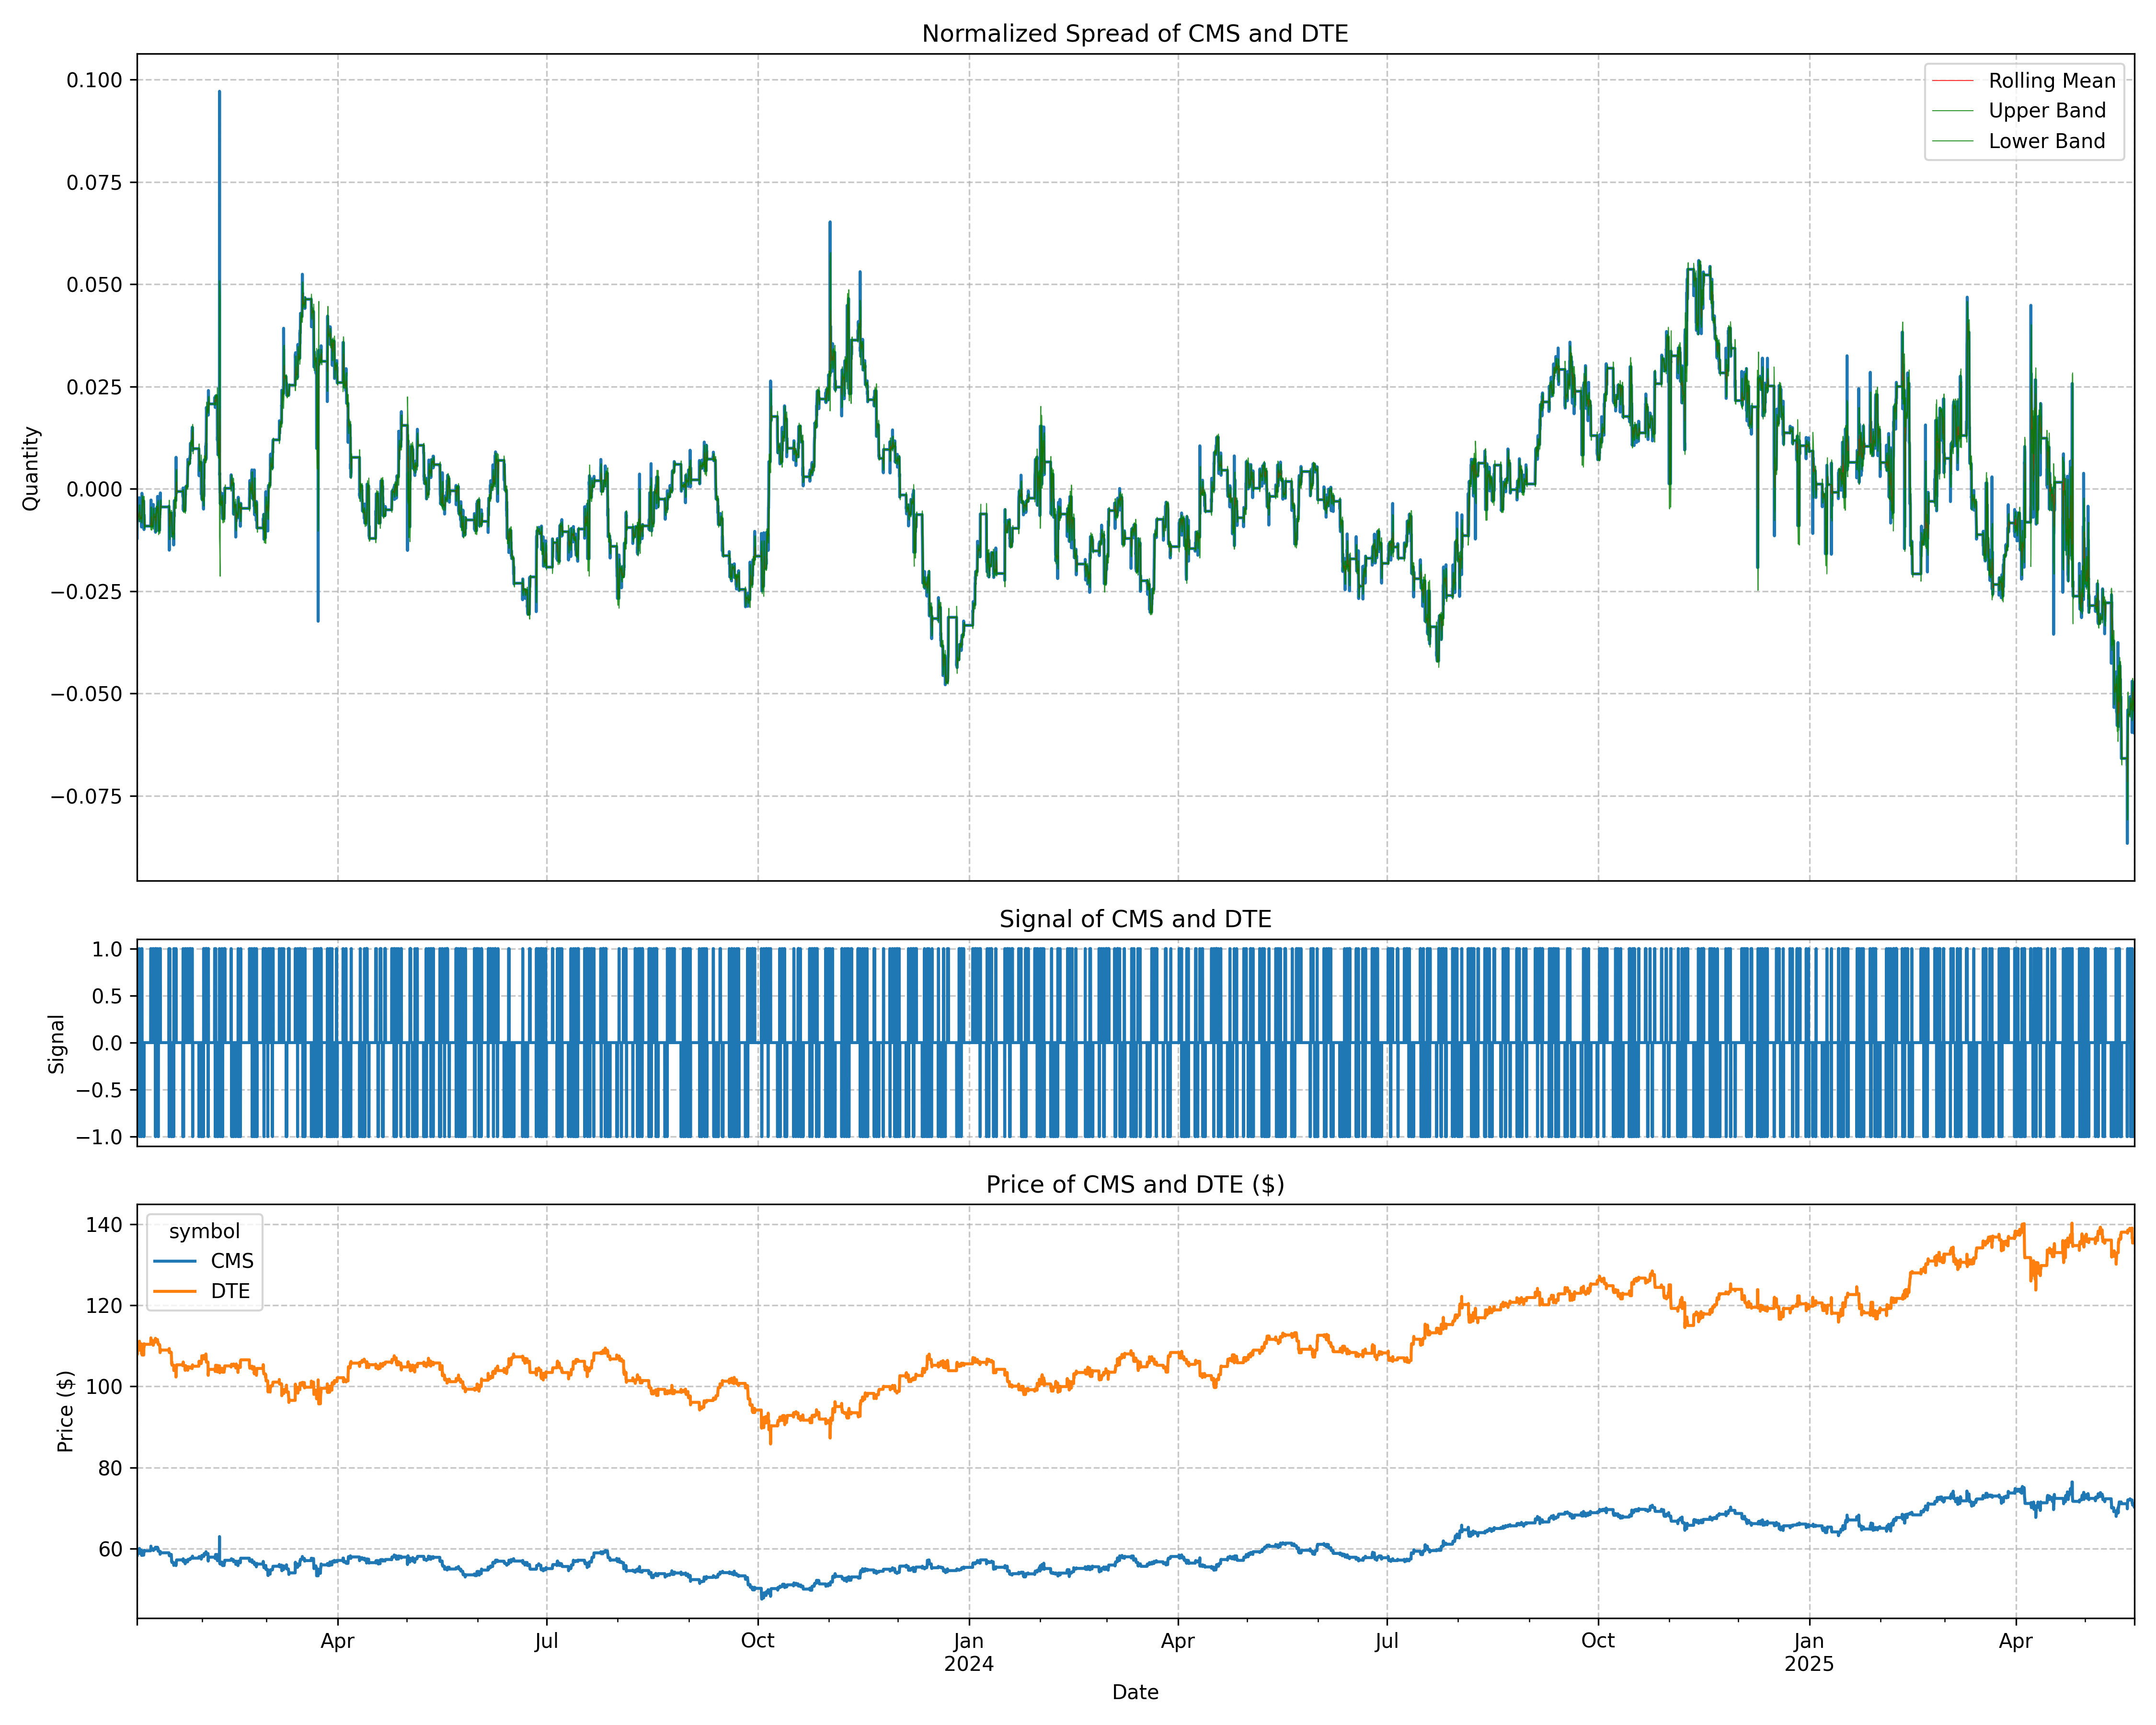 Normalized Spread of CMS and DTE
Quantity
0.100
0.075
0.050
0.025
0.000
−0.025
−0.050
−0.075
Rolling Mean
Upper Band
Lower Band
Signal of CMS and DTE
Signal
1.0
0.5
0.0
−0.5
−1.0
Price of CMS and DTE ($)
Price ($)
140
120
100
80
60
symbol
CMS
DTE
Apr
Jul
Oct
Jan
2024
Apr
Jul
Oct
Jan
2025
Apr
Date